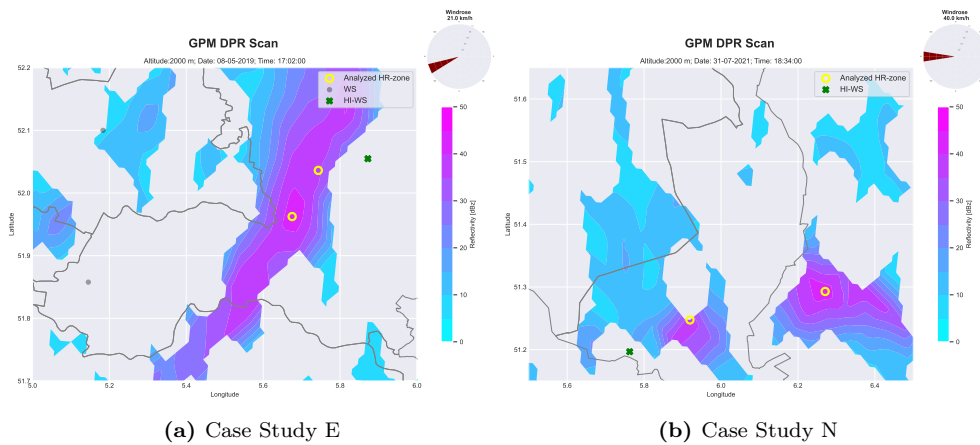 Windrose
21.0 km/h
GPM DPR Scan
Altitude:2000 m; Date: 08-05-2019; Time: 17:02:00
Analyzed HR-zone
WS
HI-WS
52.2
52.1
52.0
51.9
51.8
51.7
Latitude
5.0 5.2 5.4 5.6 5.8 6.0
Longitude
50
40
30
20
10
0
Reflectivity [dBz]
(a) Case Study E
Windrose
40.0 km/h
GPM DPR Scan
Altitude:2000 m; Date: 31-07-2021; Time: 18:34:00
Analyzed HR-zone
HI-WS
51.6
51.5
51.4
51.3
51.2
Latitude
5.6 5.8 6.0 6.2 6.4
Longitude
50
40
30
20
10
0
Reflectivity [dBz]
(b) Case Study N